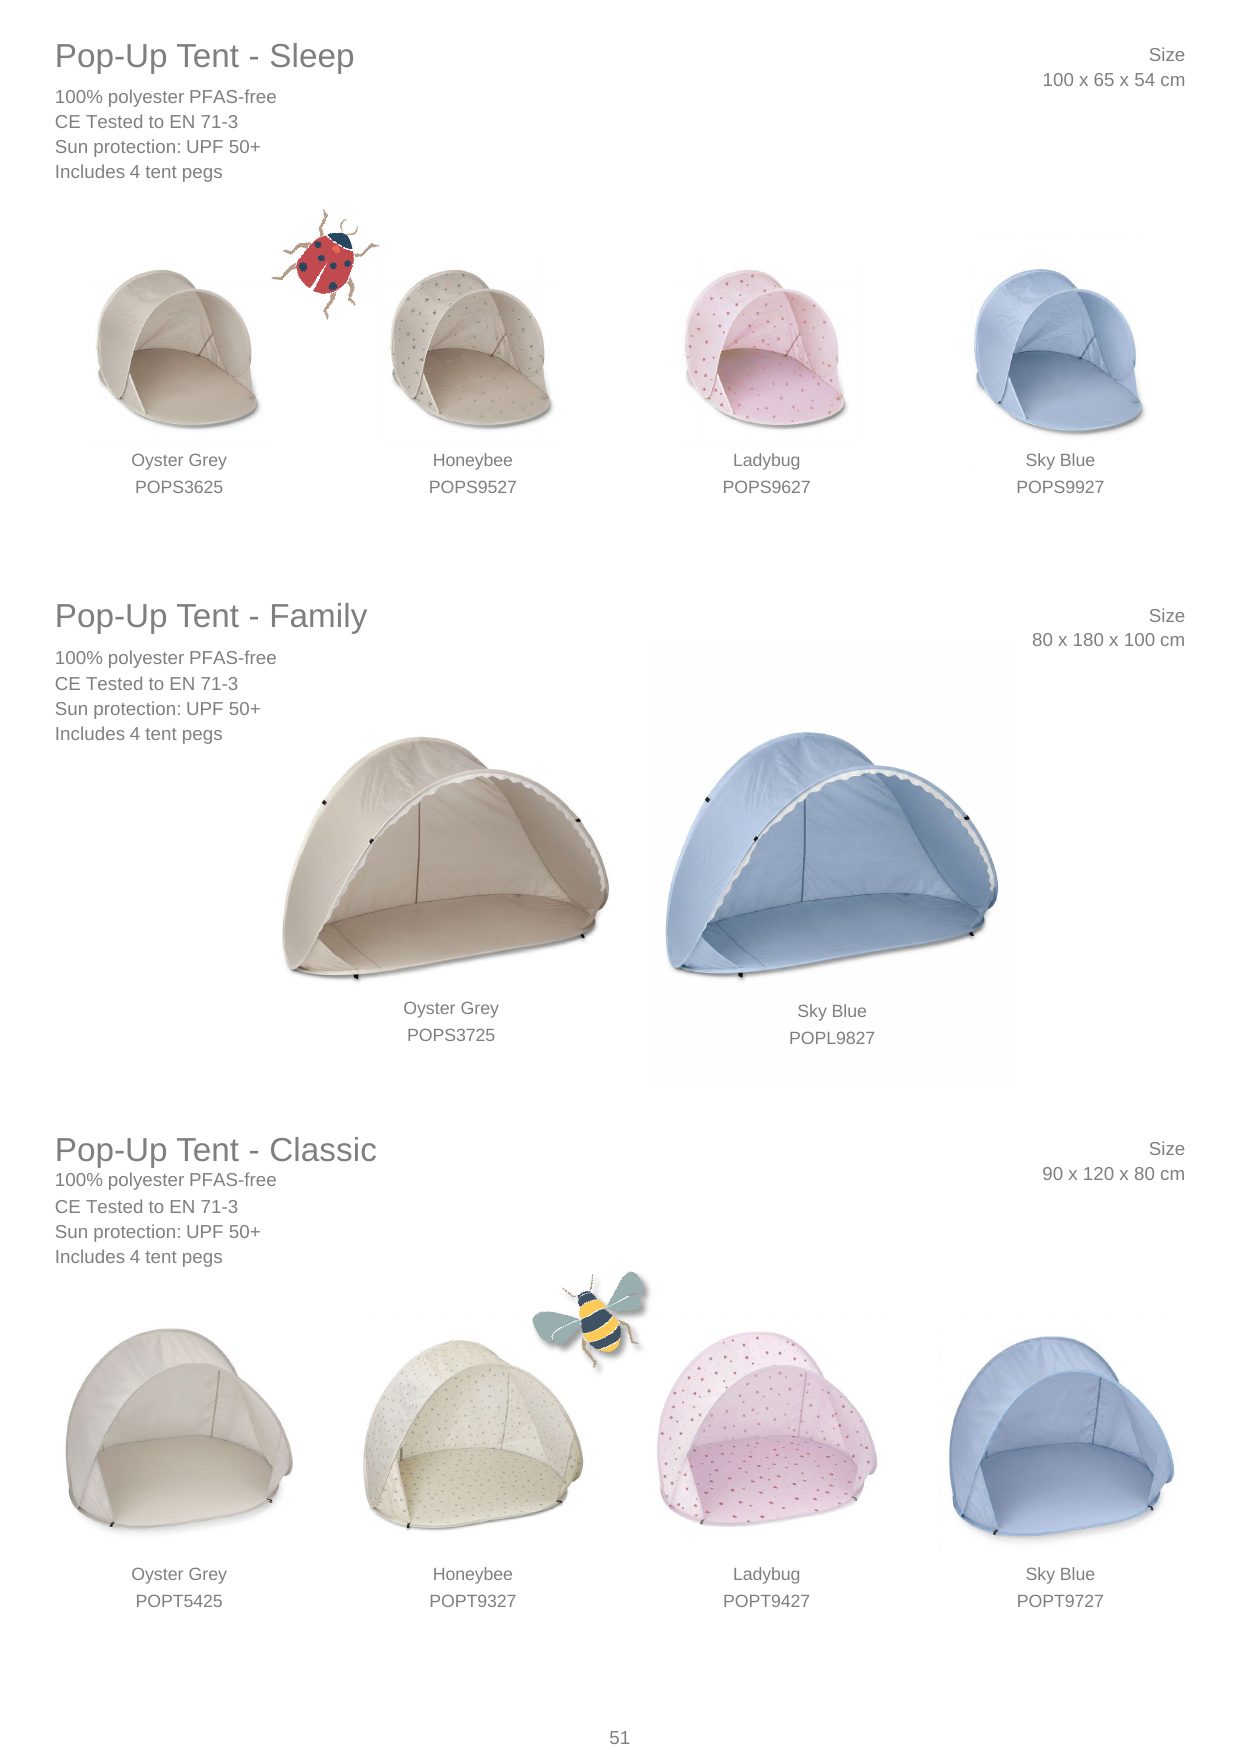 Pop-Up Tent - Sleep
Size
100 x 65 x 54 cm
100% polyester PFAS-free
CE Tested to EN 71-3
Sun protection: UPF 50+
Includes 4 tent pegs
Oyster Grey
POPS3625
Honeybee
POPS9527
Ladybug
POPS9627
Sky Blue
POPS9927
Pop-Up Tent - Family
Size
80 x 180 x 100 cm
100% polyester PFAS-free
CE Tested to EN 71-3
Sun protection: UPF 50+
Includes 4 tent pegs
Oyster Grey
POPS3725
Sky Blue
POPL9827
Pop-Up Tent - Classic
Size
90 x 120 x 80 cm
100% polyester PFAS-free
CE Tested to EN 71-3
Sun protection: UPF 50+
Includes 4 tent pegs
Oyster Grey
POPT5425
Honeybee
POPT9327
Ladybug
POPT9427
Sky Blue
POPT9727
51